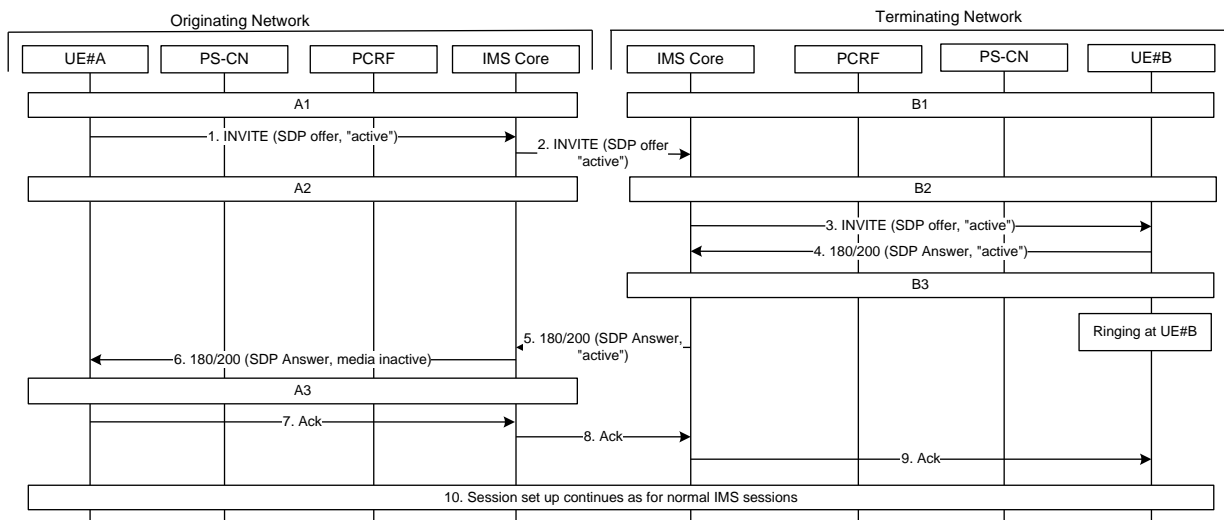 Originating Network
Terminating Network
UE#A
PS-CN
PCRF
IMS Core
IMS Core
PCRF
PS-CN
UE#B
A1
B1
1. INVITE (SDP offer, "active")
2. INVITE (SDP offer
"active")
A2
B2
3. INVITE (SDP offer, "active")
4. 180/200 (SDP Answer, "active")
B3
Ringing at UE#B
5. 180/200 (SDP Answer,
"active")
6. 180/200 (SDP Answer, media inactive)
A3
7. Ack
8. Ack
9. Ack
10. Session set up continues as for normal IMS sessions